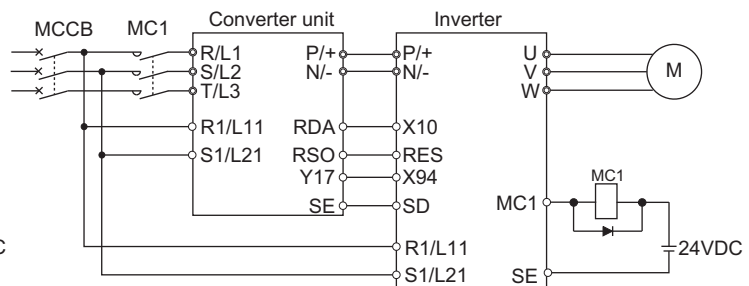 Converter unit Inverter
MCCB MC1
R/L1 P/+ P/+ U
S/L2 N/- N/- V M
T/L3 W
R1/L11 RDA X10
S1/L21 RSO RES
Y17 X94 MC1
SE SD MC1
C R1/L11 24VDC
S1/L21 SE